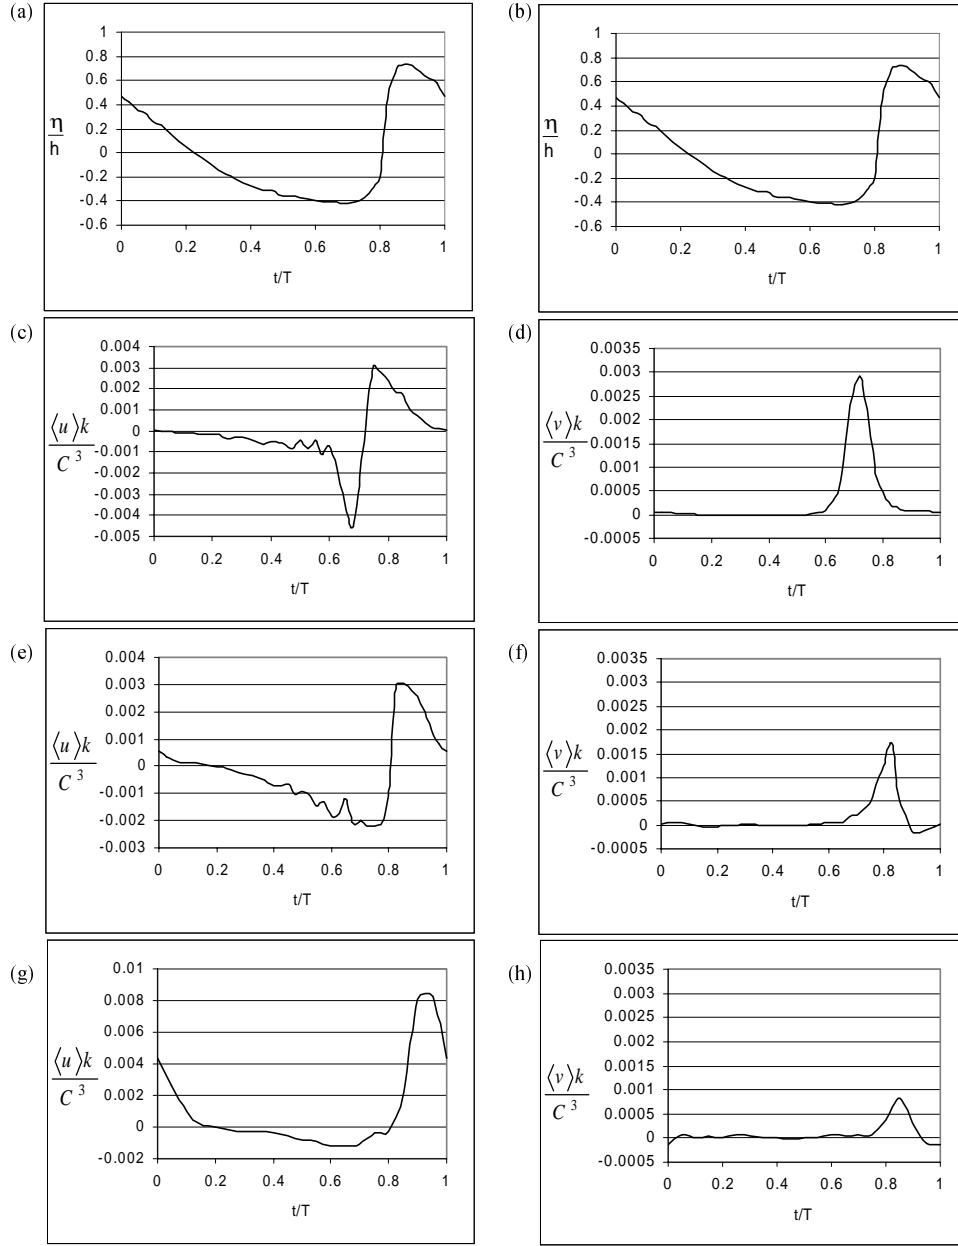 (a)
1
0.8
0.6
0.4
0.2
0
-0.2
-0.4
-0.6
η
h
0 0.2 0.4 0.6 0.8 1
t/T
(b)
1
0.8
0.6
0.4
0.2
0
-0.2
-0.4
-0.6
η
h
0 0.2 0.4 0.6 0.8 1
t/T
(c)
0.004
0.003
0.002
0.001
0
-0.001
-0.002
-0.003
-0.004
-0.005
⟨u⟩k
C³
0 0.2 0.4 0.6 0.8 1
t/T
(d)
0.0035
0.003
0.0025
0.002
0.0015
0.001
0.0005
0
-0.0005
⟨v⟩k
C³
0 0.2 0.4 0.6 0.8 1
t/T
(e)
0.004
0.003
0.002
0.001
0
-0.001
-0.002
-0.003
⟨u⟩k
C³
0 0.2 0.4 0.6 0.8 1
t/T
(f)
0.0035
0.003
0.0025
0.002
0.0015
0.001
0.0005
0
-0.0005
⟨v⟩k
C³
0 0.2 0.4 0.6 0.8 1
t/T
(g)
0.01
0.008
0.006
0.004
0.002
0
-0.002
⟨u⟩k
C³
0 0.2 0.4 0.6 0.8 1
t/T
(h)
0.0035
0.003
0.0025
0.002
0.0015
0.001
0.0005
0
-0.0005
⟨v⟩k
C³
0 0.2 0.4 0.6 0.8 1
t/T